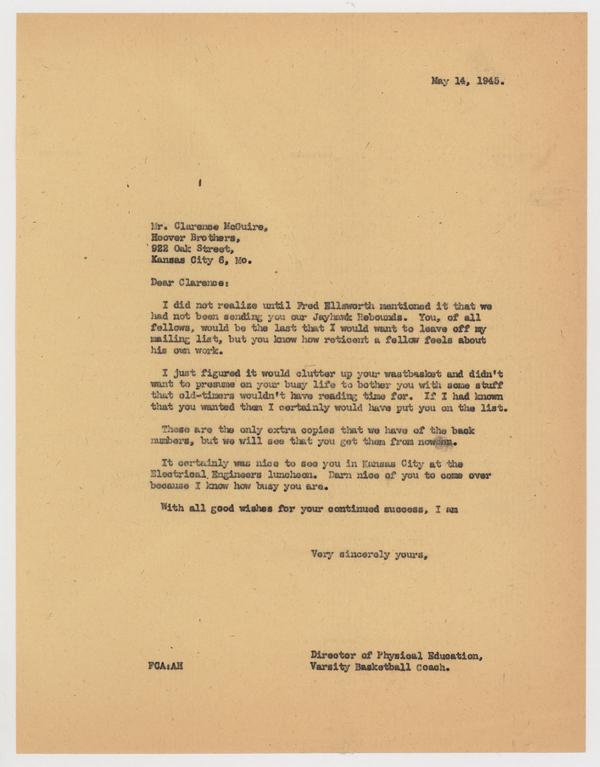 May 14, 1945.
Mr. Clarence McGuire,
Hoover Brothers,
922 Oak Street,
Kansas City 6, Mo.
Dear Clarence:
I did not realize until Fred Ellsworth mentioned it that we
had not been sending you our Jayhawk Rebounds. You, of all
fellows, would be the last that I would want to leave off my
mailing list, but you know how reticent a fellow feels about
his own work.
I just figured it would clutter up your wastbasket and didn't
want to presume on your busy life to bother you with some stuff
that old-timers wouldn't have reading time for. If I had known
that you wanted them I certainly would have put you on the list.
These are the only extra copies that we have of the back
numbers, but we will see that you get them from now on.
It certainly was nice to see you in Kansas City at the
Electrical Engineers luncheon. Darn nice of you to come over
because I know how busy you are.
With all good wishes for your continued success, I am
Very sincerely yours,
Director of Physical Education,
FCA:AH Varsity Basketball Coach.